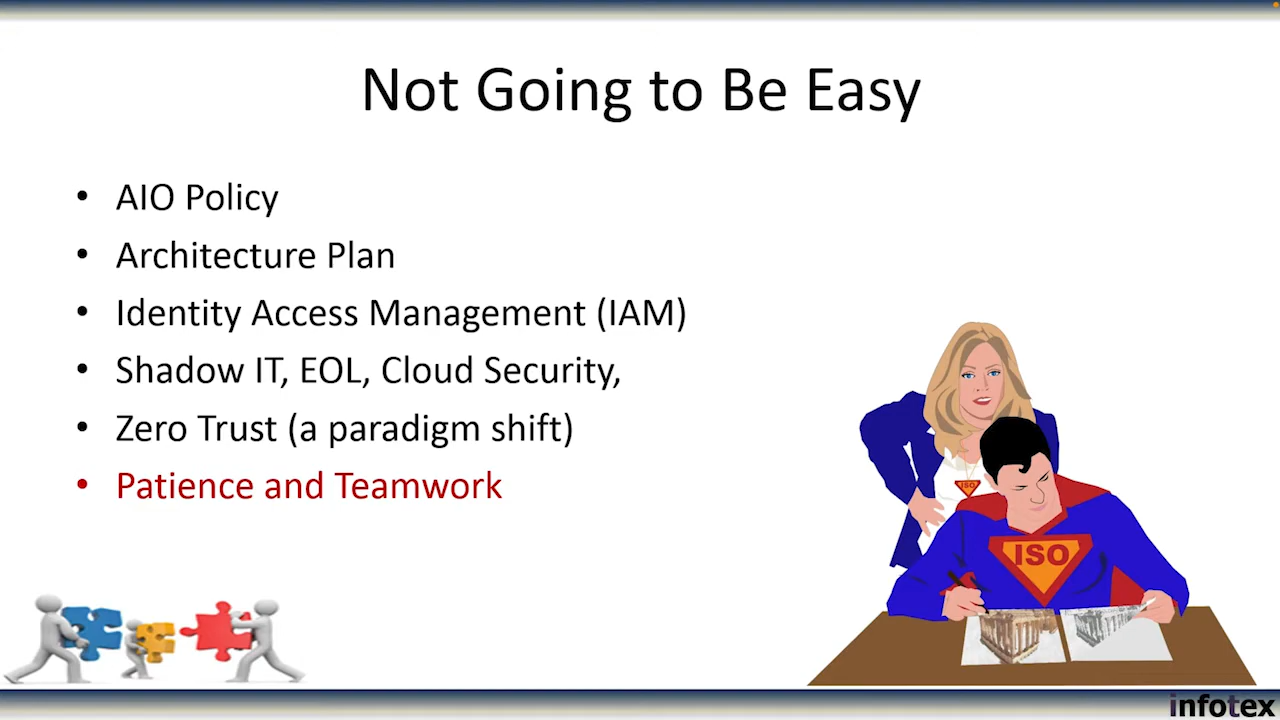 Not Going to Be Easy
• AIO Policy
• Architecture Plan
• Identity Access Management (IAM)
• Shadow IT, EOL, Cloud Security,
• Zero Trust (a paradigm shift)
• Patience and Teamwork
ISO
ISO
infotex